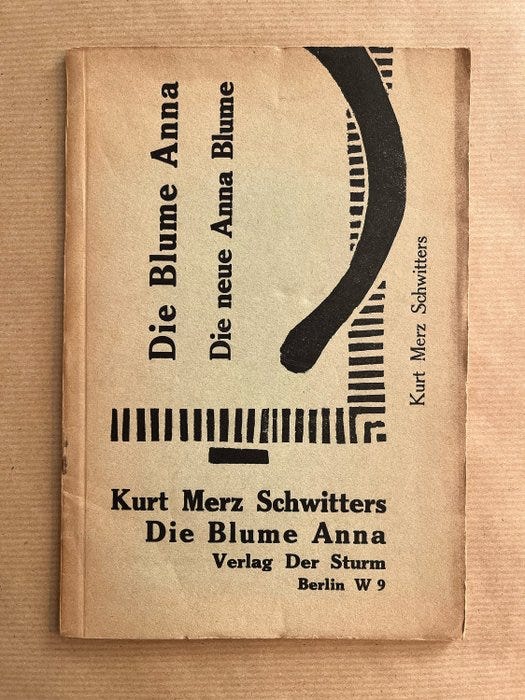 Die Blume Anna
Die neue Anna Blume
Kurt Merz Schwitters
Kurt Merz Schwitters
Die Blume Anna
Verlag Der Sturm
Berlin W 9